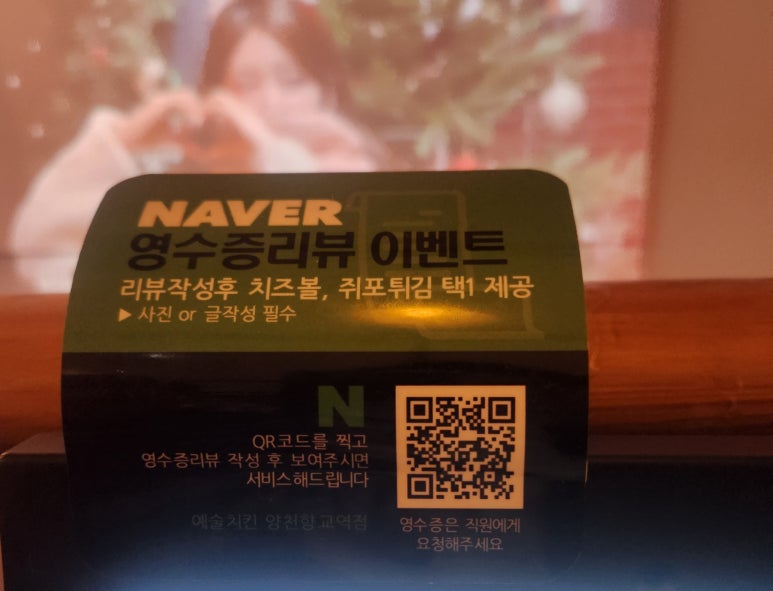 NAVER
영수증리뷰 이벤트
리뷰작성후 치즈볼, 쥐포튀김 택1 제공
▶ 사진 or 글작성 필수
N
QR코드를 찍고
영수증리뷰 작성 후 보여주시면
서비스해드립니다
예술치킨 양천향교역점
영수증은 직원에게
요청해주세요